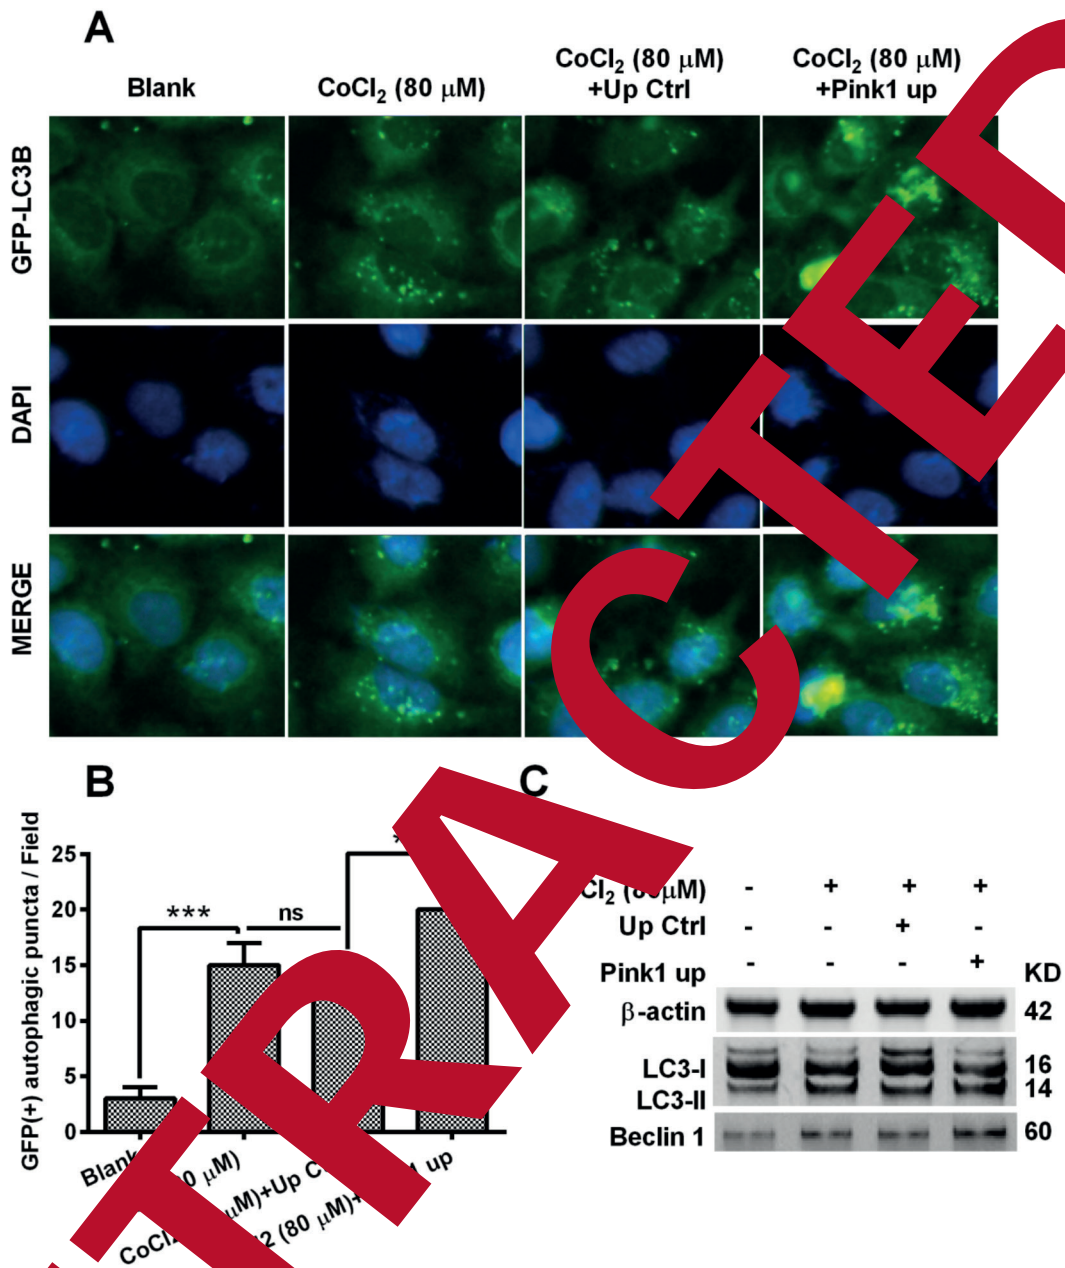 A
Blank
CoCl2 (80 μM)
CoCl2 (80 μM)
+Up Ctrl
CoCl2 (80 μM)
+Pink1 up
GFP-LC3B
DAPI
MERGE
B
GFP(+) autophagic puncta / Field
25
20
15
10
5
0
***
ns
Blank
μM)
μM)+Up
(80 μM)+
up
C
(80μM) - + + +
Up Ctrl - - + -
Pink1 up - - - +
KD
β-actin 42
LC3-I 16
LC3-II 14
Beclin 1 60
TRACTED